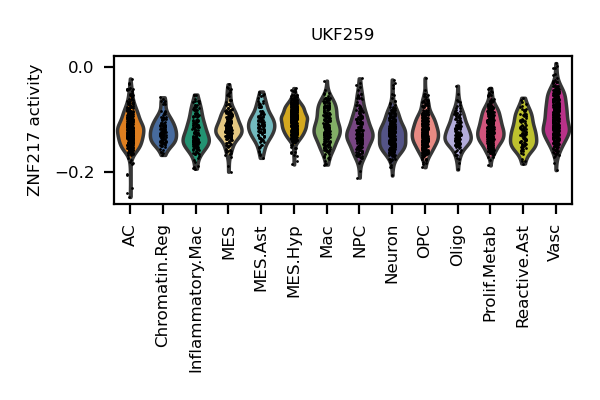 UKF259
ZNF217 activity
0.0
−0.2
AC
Chromatin.Reg
Inflammatory.Mac
MES
MES.Ast
MES.Hyp
Mac
NPC
Neuron
OPC
Oligo
Prolif.Metab
Reactive.Ast
Vasc